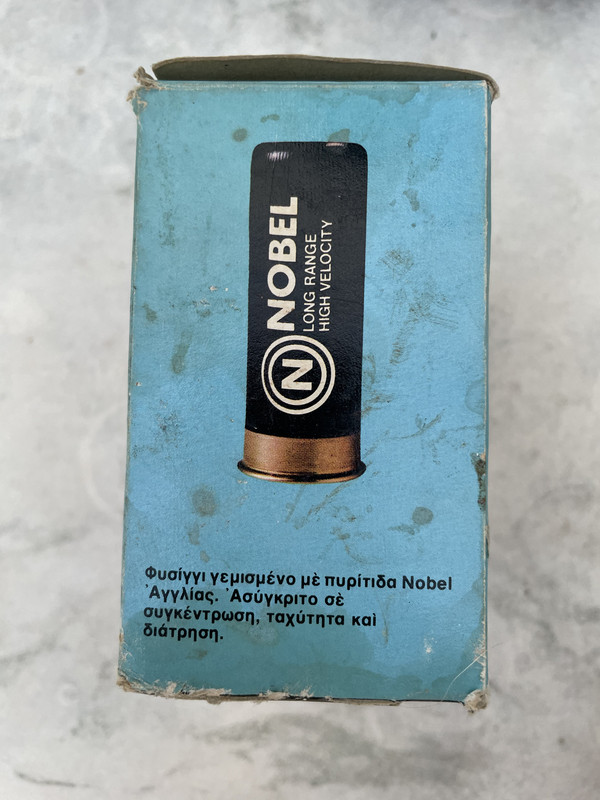 N NOBEL
LONG RANGE
HIGH VELOCITY
Φυσίγγι γεμισμένο μὲ πυρίτιδα Nobel
Ἀγγλίας. Ἀσύγκριτο σὲ
συγκέντρωση, ταχύτητα καὶ
διάτρηση.